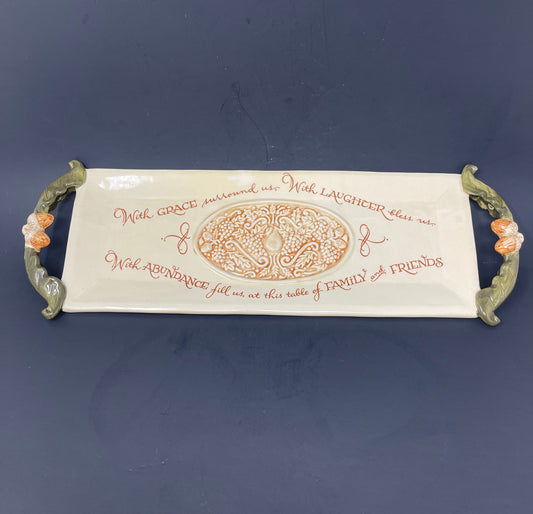 With GRACE surround us, With LAUGHTER bless us,
With ABUNDANCE fill us, at this table of FAMILY and FRIENDS